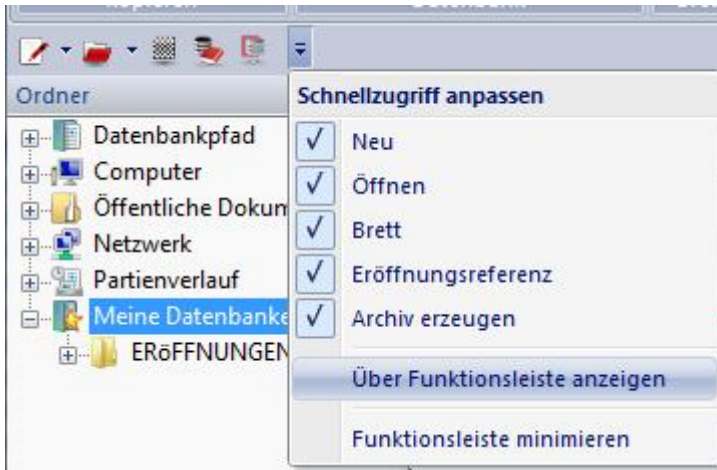 Ordner
Schnellzugriff anpassen
Datenbankpfad
Neu
Computer
Öffnen
Öffentliche Dokum
Brett
Netzwerk
Eröffnungsreferenz
Partienverlauf
Archiv erzeugen
Meine Datenbanke
ERöFFNUNGEN
Über Funktionsleiste anzeigen
Funktionsleiste minimieren